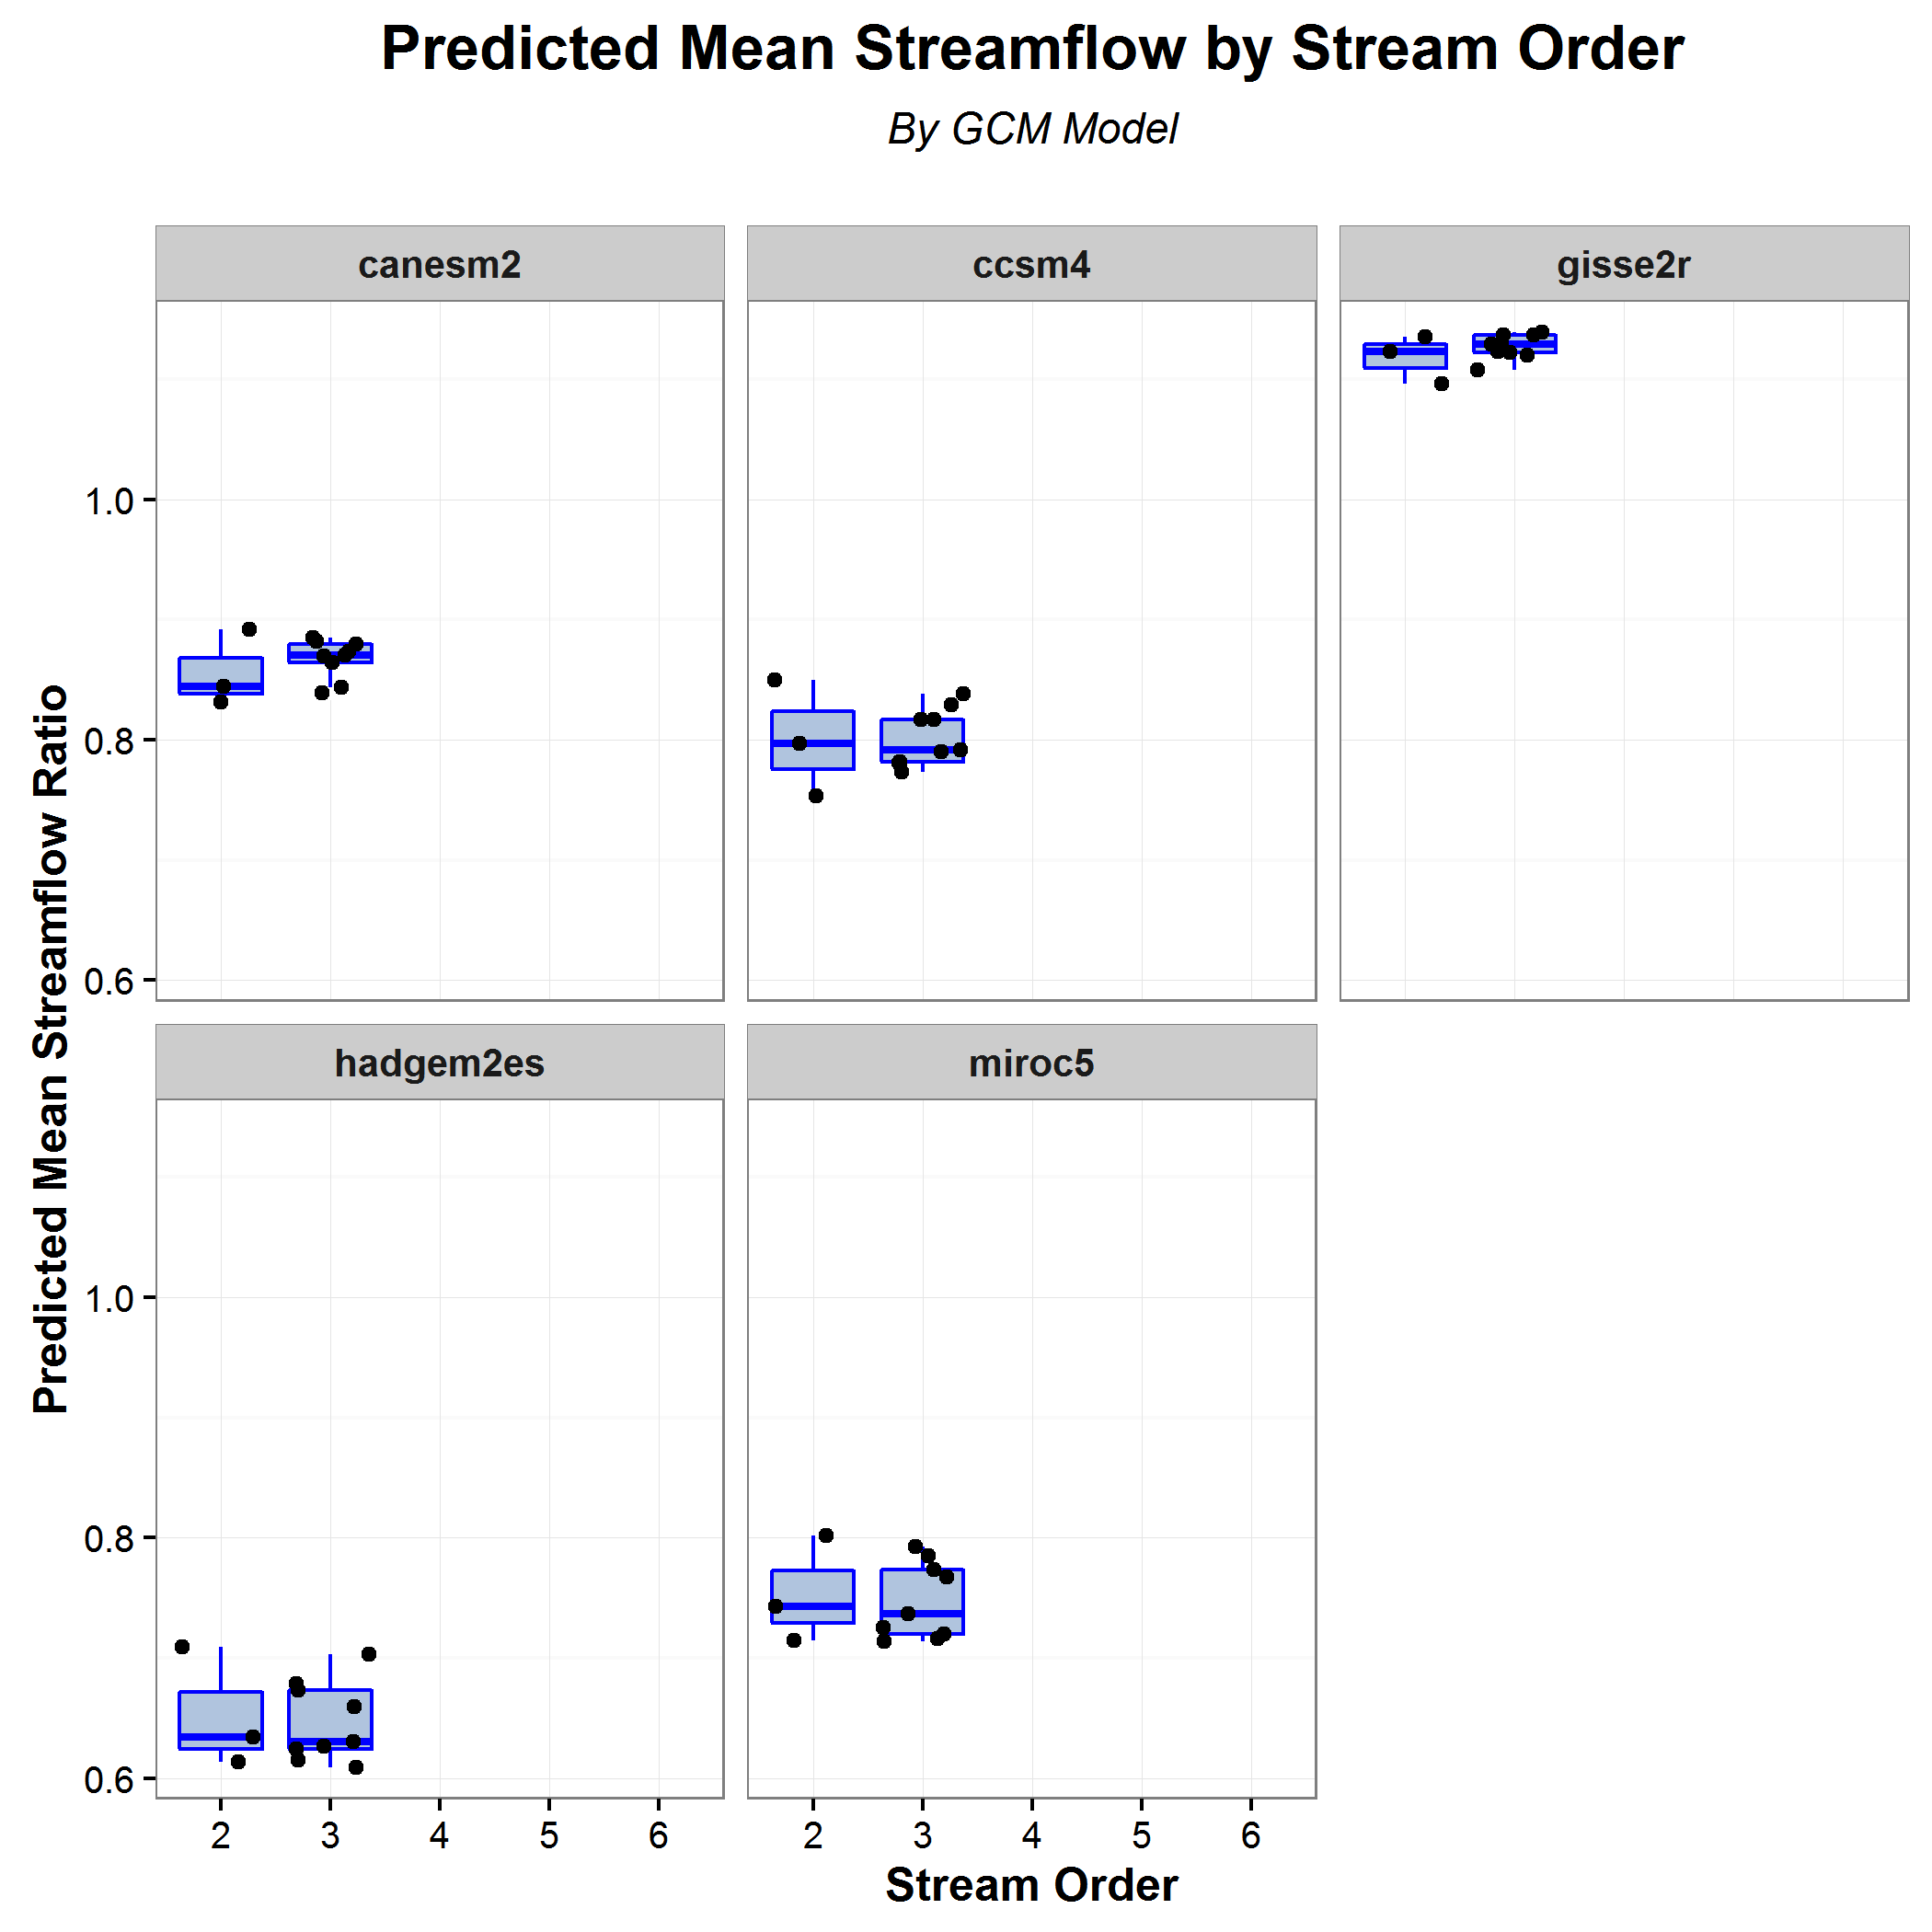 Predicted Mean Streamflow by Stream Order
By GCM Model
canesm2
ccsm4
gisse2r
1.0
0.8
0.6
Predicted Mean Streamflow Ratio
hadgem2es
miroc5
1.0
0.8
0.6
2 3 4 5 6
2 3 4 5 6
Stream Order